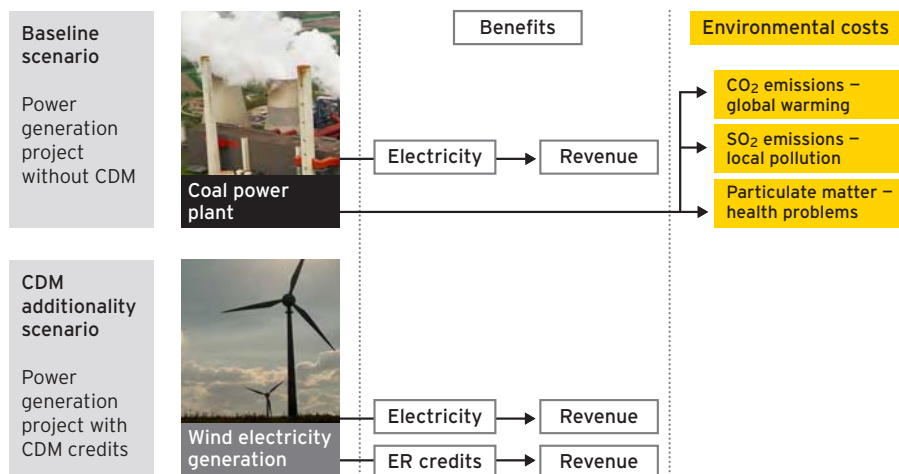 Baseline
scenario
Power
generation
project
without CDM
Coal power
plant
Benefits
Electricity
Revenue
Environmental costs
CO2 emissions –
global warming
SO2 emissions –
local pollution
Particulate matter –
health problems
CDM
additionality
scenario
Power
generation
project with
CDM credits
Wind electricity
generation
Electricity
Revenue
ER credits
Revenue